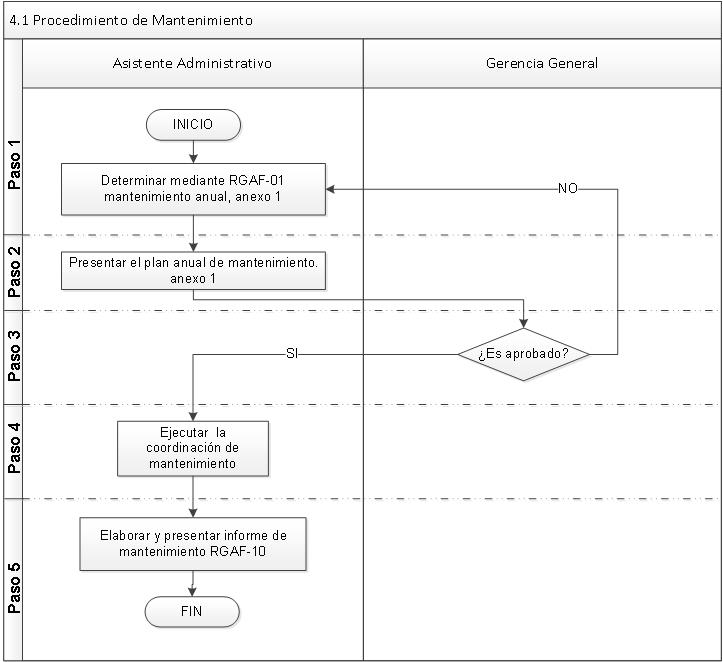 4.1 Procedimiento de Mantenimiento
Asistente Administrativo
Gerencia General
Paso 1
INICIO
Determinar mediante RGAF-01
mantenimiento anual, anexo 1
NO
Paso 2
Presentar el plan anual de mantenimiento.
anexo 1
Paso 3
¿Es aprobado?
SI
Paso 4
Ejecutar la
coordinación de
mantenimiento
Paso 5
Elaborar y presentar informe de
mantenimiento RGAF-10
FIN